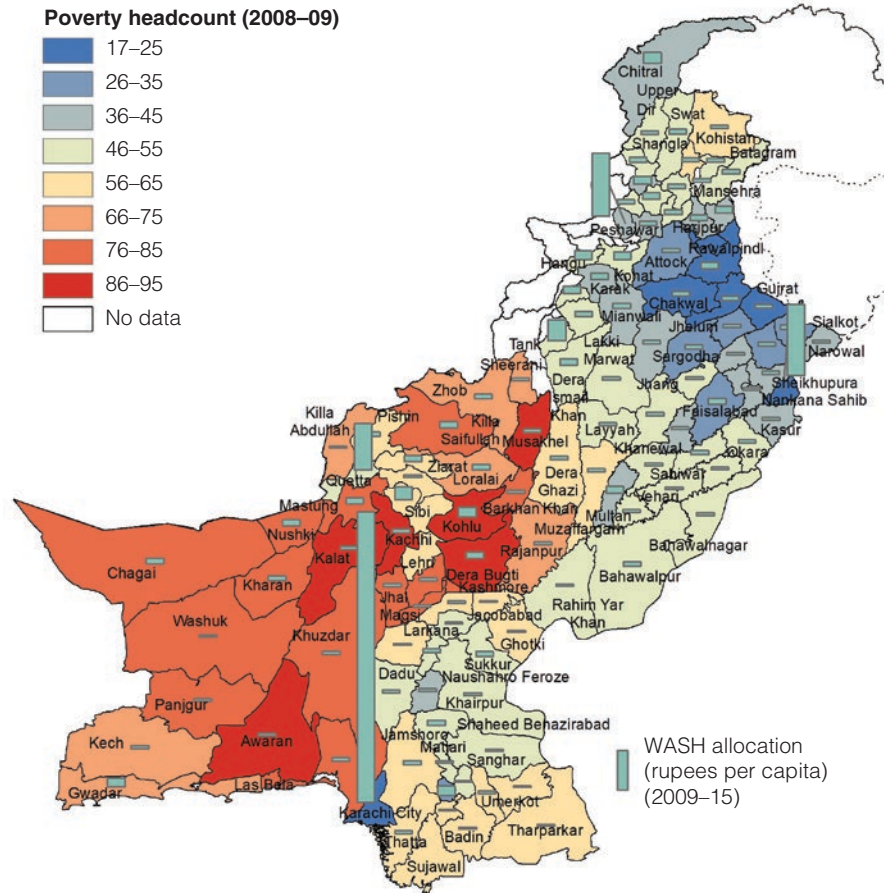 Poverty headcount (2008–09)
17–25
26–35
36–45
46–55
56–65
66–75
76–85
86–95
No data
Chitral
Upper
Dir
Swat
Kohistan
Shangla
Batagram
Mansehra
Peshawar
Haripur
Rawalpindi
Attock
Hangu
Kohat
Karak
Chakwal
Gujrat
Mianwali
Jhelum
Sialkot
Narowal
Tank
Lakki
Marwat
Sargodha
Sheerani
Zhob
Dera
Ismail
Khan
Jhang
Sheikhupura
Nankana Sahib
Faisalabad
Kasur
Killa
Abdullah
Pishin
Killa
Saifullah
Musakhel
Layyah
Khanewal
Okara
Sahiwal
Ziarat
Loralai
Dera
Ghazi
Khan
Vehari
Quetta
Sibi
Barkhan
Multan
Mastung
Nushki
Kohlu
Muzaffargarh
Kalat
Kachhi
Rajanpur
Bahawalnagar
Chagai
Lehri
Dera Bugti
Bahawalpur
Kharan
Kashmore
Jhal
Magsi
Jacobabad
Rahim Yar
Khan
Washuk
Khuzdar
Larkana
Ghotki
Sukkur
Dadu
Naushahro Feroze
Khairpur
Panjgur
Shaheed Benazirabad
Awaran
Jamshoro
Matiari
Kech
Sanghar
WASH allocation
(rupees per capita)
(2009–15)
Gwadar
Las Bela
Umerkot
Karachi City
Badin
Tharparkar
Thatta
Sujawal